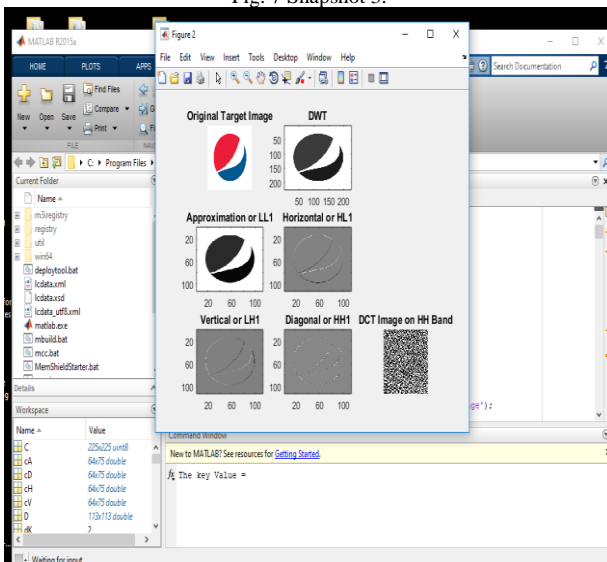 Fig. 7 Snapshot 3.
MATLAB R2015a
HOME PLOTS APPS
Search Documentation
New Open Save
Find Files
Compare
Print
FILE
C: Program Files
Current Folder
Name
m3iregistry
registry
util
win64
deploytool.bat
lcdata.xml
lcdata.xsd
lcdata_utf8.xml
matlab.exe
mbuild.bat
mcc.bat
MemShieldStarter.bat
Details
Workspace
Name Value
C 225x225 uint8
cA 64x75 double
cD 64x75 double
cH 64x75 double
cV 64x75 double
D 113x113 double
dK 2
Waiting for input
Figure 2
File Edit View Insert Tools Desktop Window Help
Original Target Image DWT
50
100
150
200
50 100 150 200
Approximation or LL1 Horizontal or HL1
20 20
60 60
100 100
20 60 100 20 60 100
Vertical or LH1 Diagonal or HH1 DCT Image on HH Band
20 20
60 60
100 100
20 60 100 20 60 100
ge');
Command Window
New to MATLAB? See resources for Getting Started.
fx The key Value =